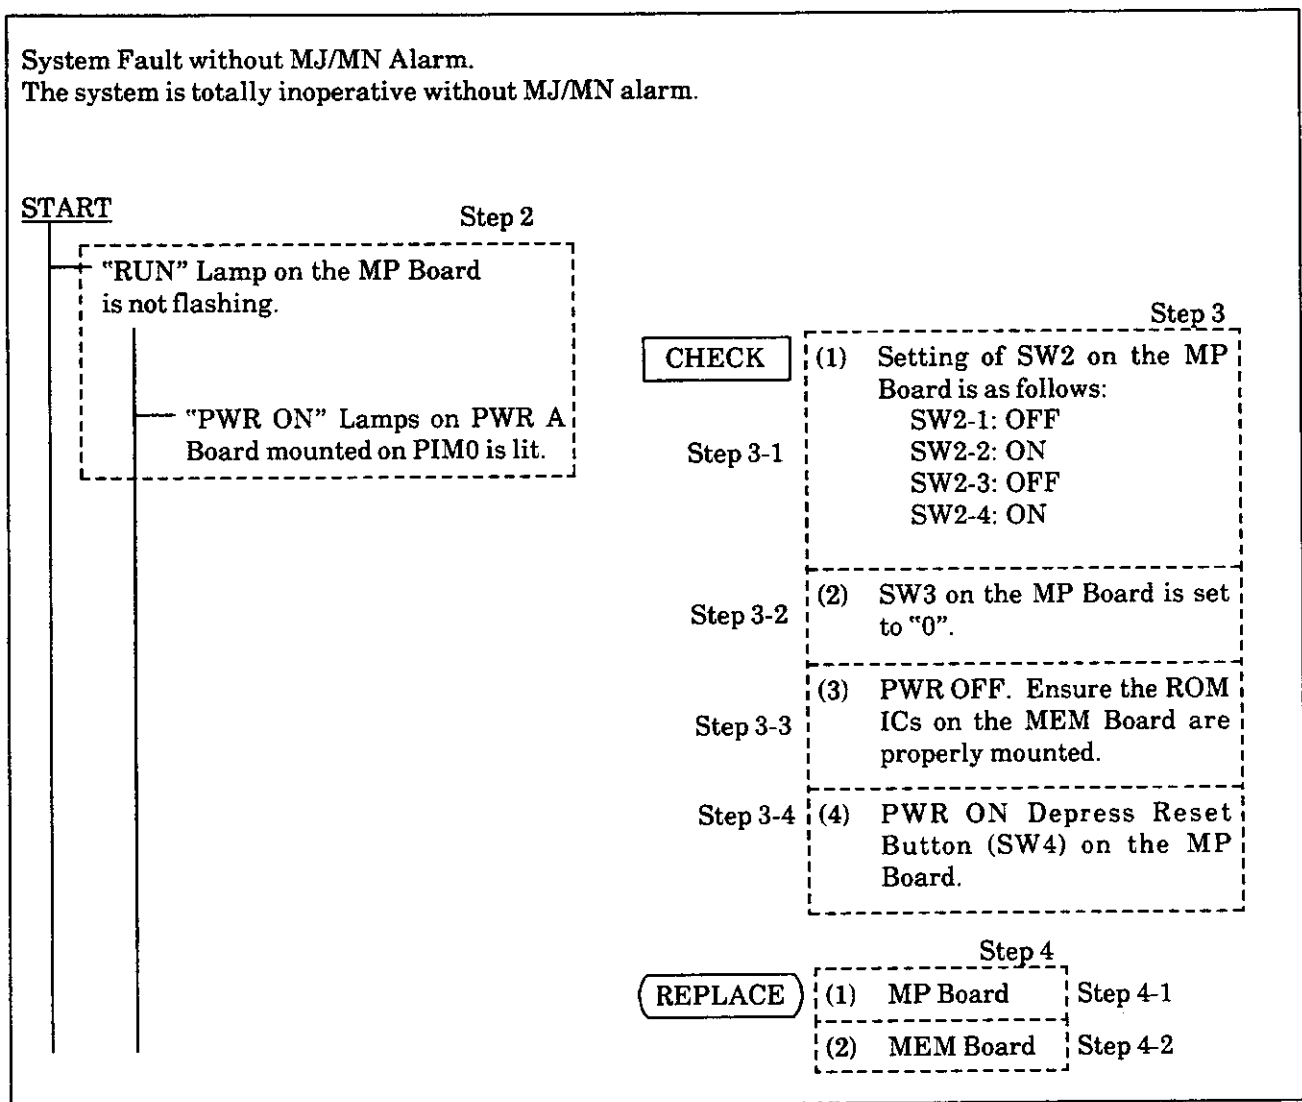 System Fault without MJ/MN Alarm.
The system is totally inoperative without MJ/MN alarm.
START
Step 2
"RUN" Lamp on the MP Board
is not flashing.
"PWR ON" Lamps on PWR A
Board mounted on PIM0 is lit.
Step 3
CHECK
(1) Setting of SW2 on the MP
Board is as follows:
SW2-1: OFF
Step 3-1
SW2-2: ON
SW2-3: OFF
SW2-4: ON
Step 3-2
(2) SW3 on the MP Board is set
to "0".
Step 3-3
(3) PWR OFF. Ensure the ROM
ICs on the MEM Board are
properly mounted.
Step 3-4
(4) PWR ON Depress Reset
Button (SW4) on the MP
Board.
Step 4
REPLACE
(1) MP Board
Step 4-1
(2) MEM Board
Step 4-2